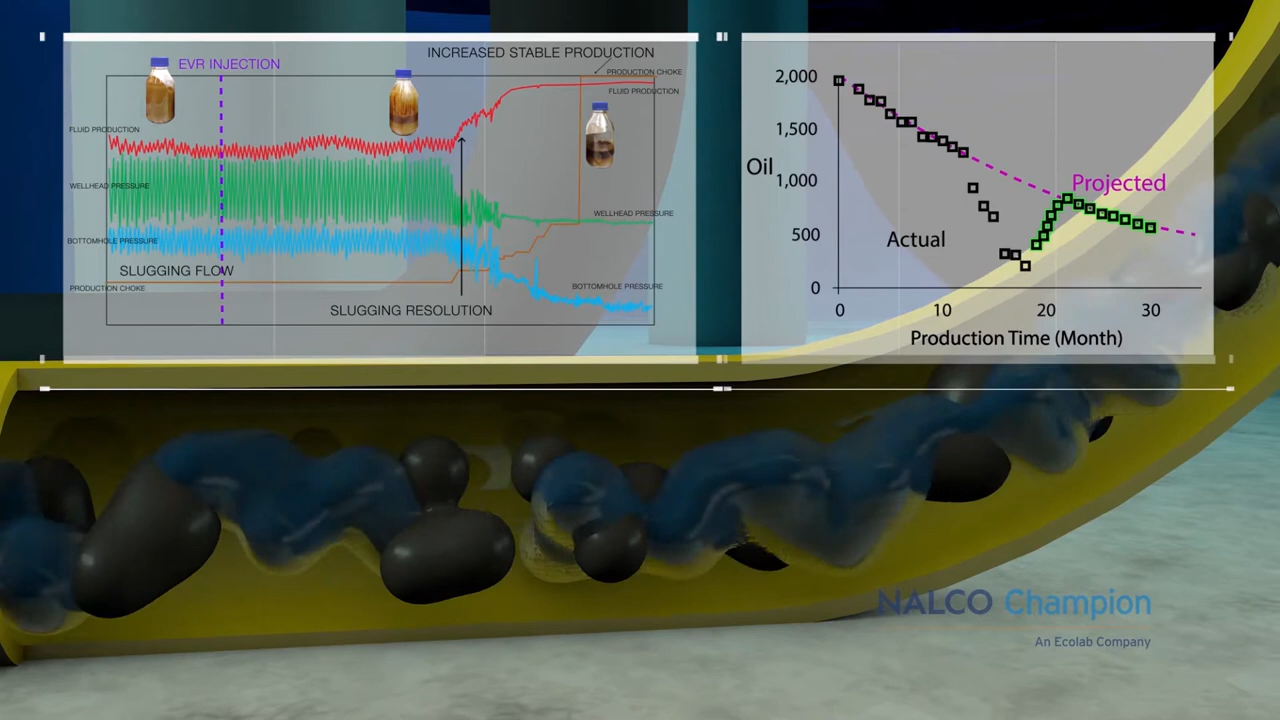 INCREASED STABLE PRODUCTION
EVR INJECTION
PRODUCTION CHOKE
FLUID PRODUCTION
FLUID PRODUCTION
WELLHEAD PRESSURE
WELLHEAD PRESSURE
BOTTOMHOLE PRESSURE
SLUGGING FLOW
PRODUCTION CHOKE
BOTTOMHOLE PRESSURE
SLUGGING RESOLUTION
2,000
1,500
Oil
1,000
Projected
500
Actual
0
0 10 20 30
Production Time (Month)
NALCO Champion
An Ecolab Company